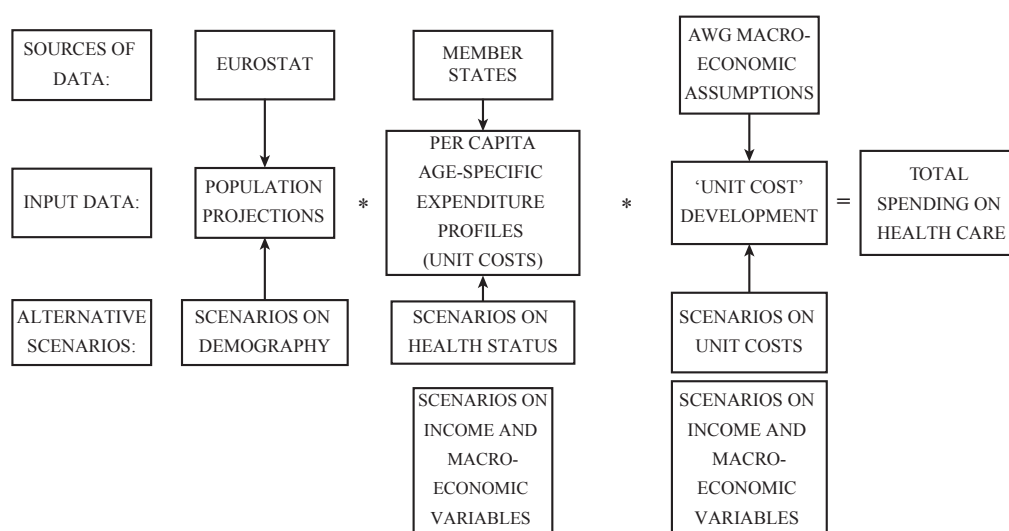 SOURCES OF
DATA:
EUROSTAT
MEMBER
STATES
AWG MACRO-
ECONOMIC
ASSUMPTIONS
INPUT DATA:
POPULATION
PROJECTIONS
*
PER CAPITA
AGE-SPECIFIC
EXPENDITURE
PROFILES
(UNIT COSTS)
*
‘UNIT COST’
DEVELOPMENT
=
TOTAL
SPENDING ON
HEALTH CARE
ALTERNATIVE
SCENARIOS:
SCENARIOS ON
DEMOGRAPHY
SCENARIOS ON
HEALTH STATUS
SCENARIOS ON
UNIT COSTS
SCENARIOS ON
INCOME AND
MACRO-
ECONOMIC
VARIABLES
SCENARIOS ON
INCOME AND
MACRO-
ECONOMIC
VARIABLES